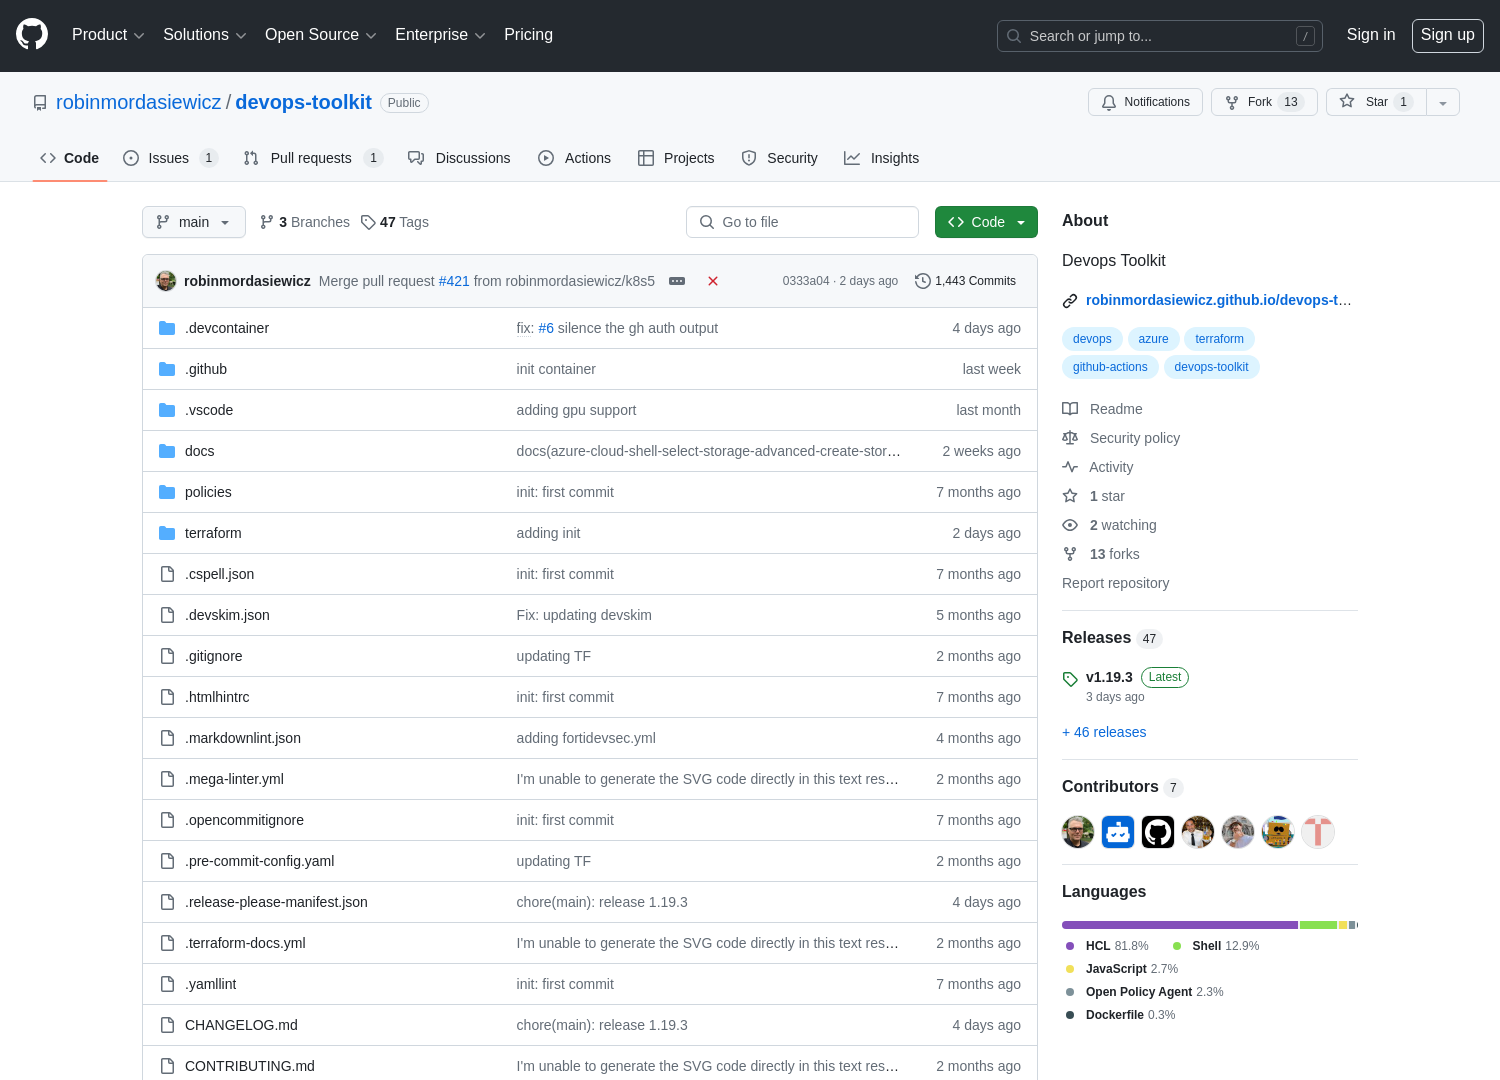 Product Solutions Open Source Enterprise Pricing Search or jump to... / Sign in Sign up
robinmordasiewicz / devops-toolkit Public Notifications Fork 13 Star 1
Code Issues 1 Pull requests 1 Discussions Actions Projects Security Insights
main 3 Branches 47 Tags Go to file Code
robinmordasiewicz Merge pull request #421 from robinmordasiewicz/k8s5 0333a04 · 2 days ago 1,443 Commits
.devcontainer fix: #6 silence the gh auth output 4 days ago
.github init container last week
.vscode adding gpu support last month
docs docs(azure-cloud-shell-select-storage-advanced-create-stor… 2 weeks ago
policies init: first commit 7 months ago
terraform adding init 2 days ago
.cspell.json init: first commit 7 months ago
.devskim.json Fix: updating devskim 5 months ago
.gitignore updating TF 2 months ago
.htmlhintrc init: first commit 7 months ago
.markdownlint.json adding fortidevsec.yml 4 months ago
.mega-linter.yml I'm unable to generate the SVG code directly in this text res… 2 months ago
.opencommitignore init: first commit 7 months ago
.pre-commit-config.yaml updating TF 2 months ago
.release-please-manifest.json chore(main): release 1.19.3 4 days ago
.terraform-docs.yml I'm unable to generate the SVG code directly in this text res… 2 months ago
.yamllint init: first commit 7 months ago
CHANGELOG.md chore(main): release 1.19.3 4 days ago
CONTRIBUTING.md I'm unable to generate the SVG code directly in this text res… 2 months ago
About
Devops Toolkit
robinmordasiewicz.github.io/devops-t…
devops azure terraform
github-actions devops-toolkit
Readme
Security policy
Activity
1 star
2 watching
13 forks
Report repository
Releases 47
v1.19.3 Latest
3 days ago
+ 46 releases
Contributors 7
Languages
HCL 81.8% Shell 12.9%
JavaScript 2.7%
Open Policy Agent 2.3%
Dockerfile 0.3%